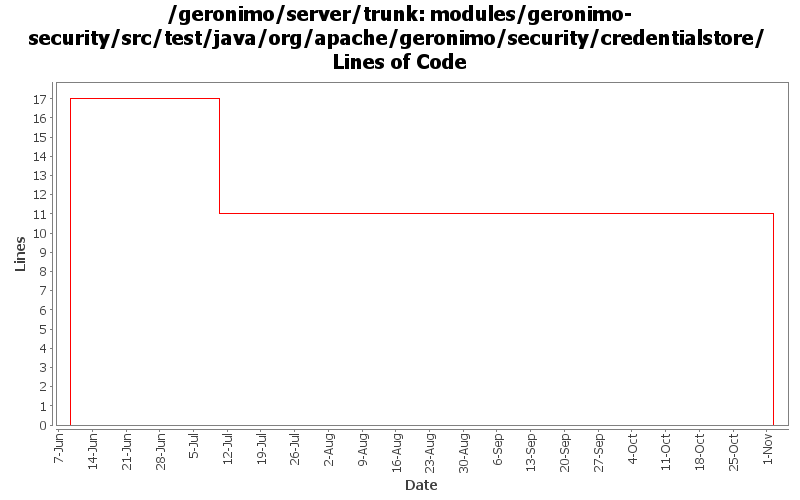 /geronimo/server/trunk: modules/geronimo-
security/src/test/java/org/apache/geronimo/security/credentialstore/
Lines of Code
17
16
15
14
13
12
11
10
9
8
7
6
5
4
3
2
1
0
Lines
7-Jun
14-Jun
21-Jun
28-Jun
5-Jul
12-Jul
19-Jul
26-Jul
2-Aug
9-Aug
16-Aug
23-Aug
30-Aug
6-Sep
13-Sep
20-Sep
27-Sep
4-Oct
11-Oct
18-Oct
25-Oct
1-Nov
Date